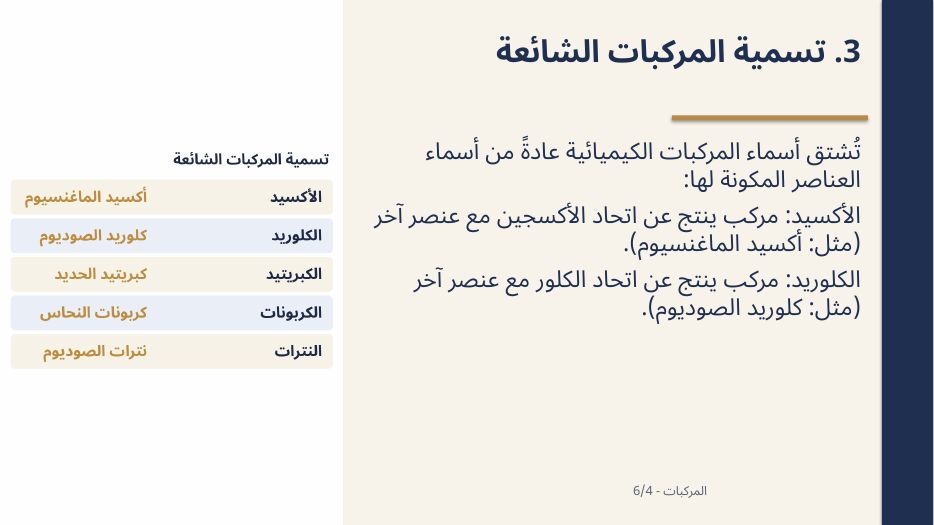 3. تسمية المركبات الشائعة
تُشتق أسماء المركبات الكيميائية عادةً من أسماء
العناصر المكونة لها:
الأكسيد: مركب ينتج عن اتحاد الأكسجين مع عنصر آخر
(مثل: أكسيد الماغنسيوم).
الكلوريد: مركب ينتج عن اتحاد الكلور مع عنصر آخر
(مثل: كلوريد الصوديوم).
تسمية المركبات الشائعة
الأكسيد أكسيد الماغنسيوم
الكلوريد كلوريد الصوديوم
الكبريتيد كبريتيد الحديد
الكربونات كربونات النحاس
النترات نترات الصوديوم
المركبات - 6/4